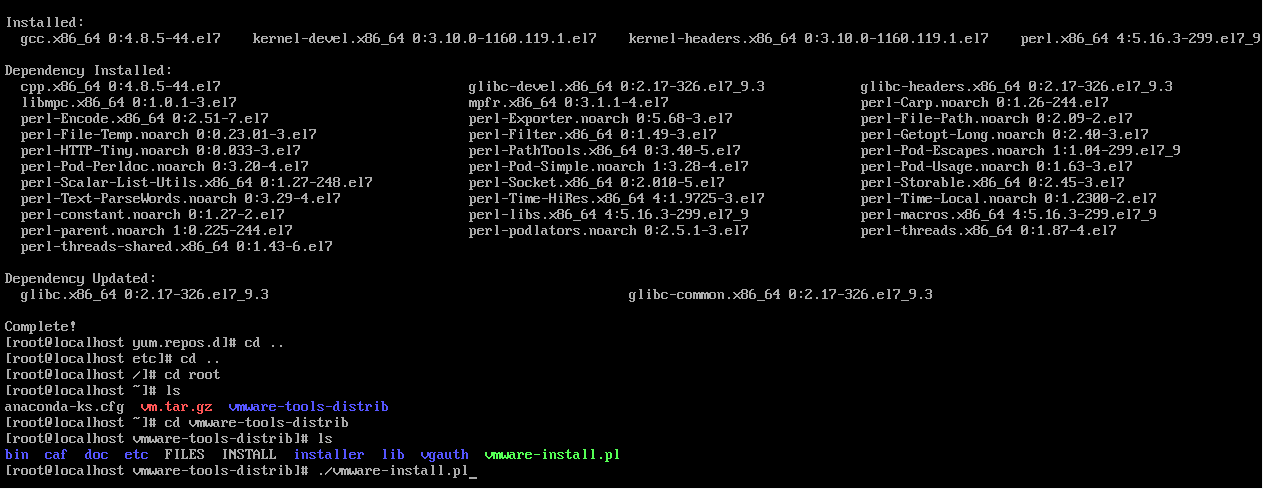 Installed:
gcc.x86_64 0:4.8.5-44.el7    kernel-devel.x86_64 0:3.10.0-1160.119.1.el7    kernel-headers.x86_64 0:3.10.0-1160.119.1.el7    perl.x86_64 4:5.16.3-299.el7_9
Dependency Installed:
cpp.x86_64 0:4.8.5-44.el7    glibc-devel.x86_64 0:2.17-326.el7_9.3    glibc-headers.x86_64 0:2.17-326.el7_9.3
libmpc.x86_64 0:1.0.1-3.el7    mpfr.x86_64 0:3.1.1-4.el7    perl-Carp.noarch 0:1.26-244.el7
perl-Encode.x86_64 0:2.51-7.el7    perl-Exporter.noarch 0:5.68-3.el7    perl-File-Path.noarch 0:2.09-2.el7
perl-File-Temp.noarch 0:0.23.01-3.el7    perl-Filter.x86_64 0:1.49-3.el7    perl-Getopt-Long.noarch 0:2.40-3.el7
perl-HTTP-Tiny.noarch 0:0.033-3.el7    perl-PathTools.x86_64 0:3.40-5.el7    perl-Pod-Escapes.noarch 1:1.04-299.el7_9
perl-Pod-Perldoc.noarch 0:3.20-4.el7    perl-Pod-Simple.noarch 1:3.28-4.el7    perl-Pod-Usage.noarch 0:1.63-3.el7
perl-Scalar-List-Utils.x86_64 0:1.27-248.el7    perl-Socket.x86_64 0:2.010-5.el7    perl-Storable.x86_64 0:2.45-3.el7
perl-Text-ParseWords.noarch 0:3.29-4.el7    perl-Time-HiRes.x86_64 4:1.9725-3.el7    perl-Time-Local.noarch 0:1.2300-2.el7
perl-constant.noarch 0:1.27-2.el7    perl-libs.x86_64 4:5.16.3-299.el7_9    perl-macros.x86_64 4:5.16.3-299.el7_9
perl-parent.noarch 1:0.225-244.el7    perl-podlators.noarch 0:2.5.1-3.el7    perl-threads.x86_64 0:1.87-4.el7
perl-threads-shared.x86_64 0:1.43-6.el7
Dependency Updated:
glibc.x86_64 0:2.17-326.el7_9.3    glibc-common.x86_64 0:2.17-326.el7_9.3
Complete!
[root@localhost yum.repos.d]# cd ..
[root@localhost etc]# cd ..
[root@localhost /]# cd root
[root@localhost ~]# ls
anaconda-ks.cfg  vm.tar.gz  vmware-tools-distrib
[root@localhost ~]# cd vmware-tools-distrib
[root@localhost vmware-tools-distrib]# ls
bin  caf  doc  etc  FILES  INSTALL  installer  lib  vgauth  vmware-install.pl
[root@localhost vmware-tools-distrib]# ./vmware-install.pl_